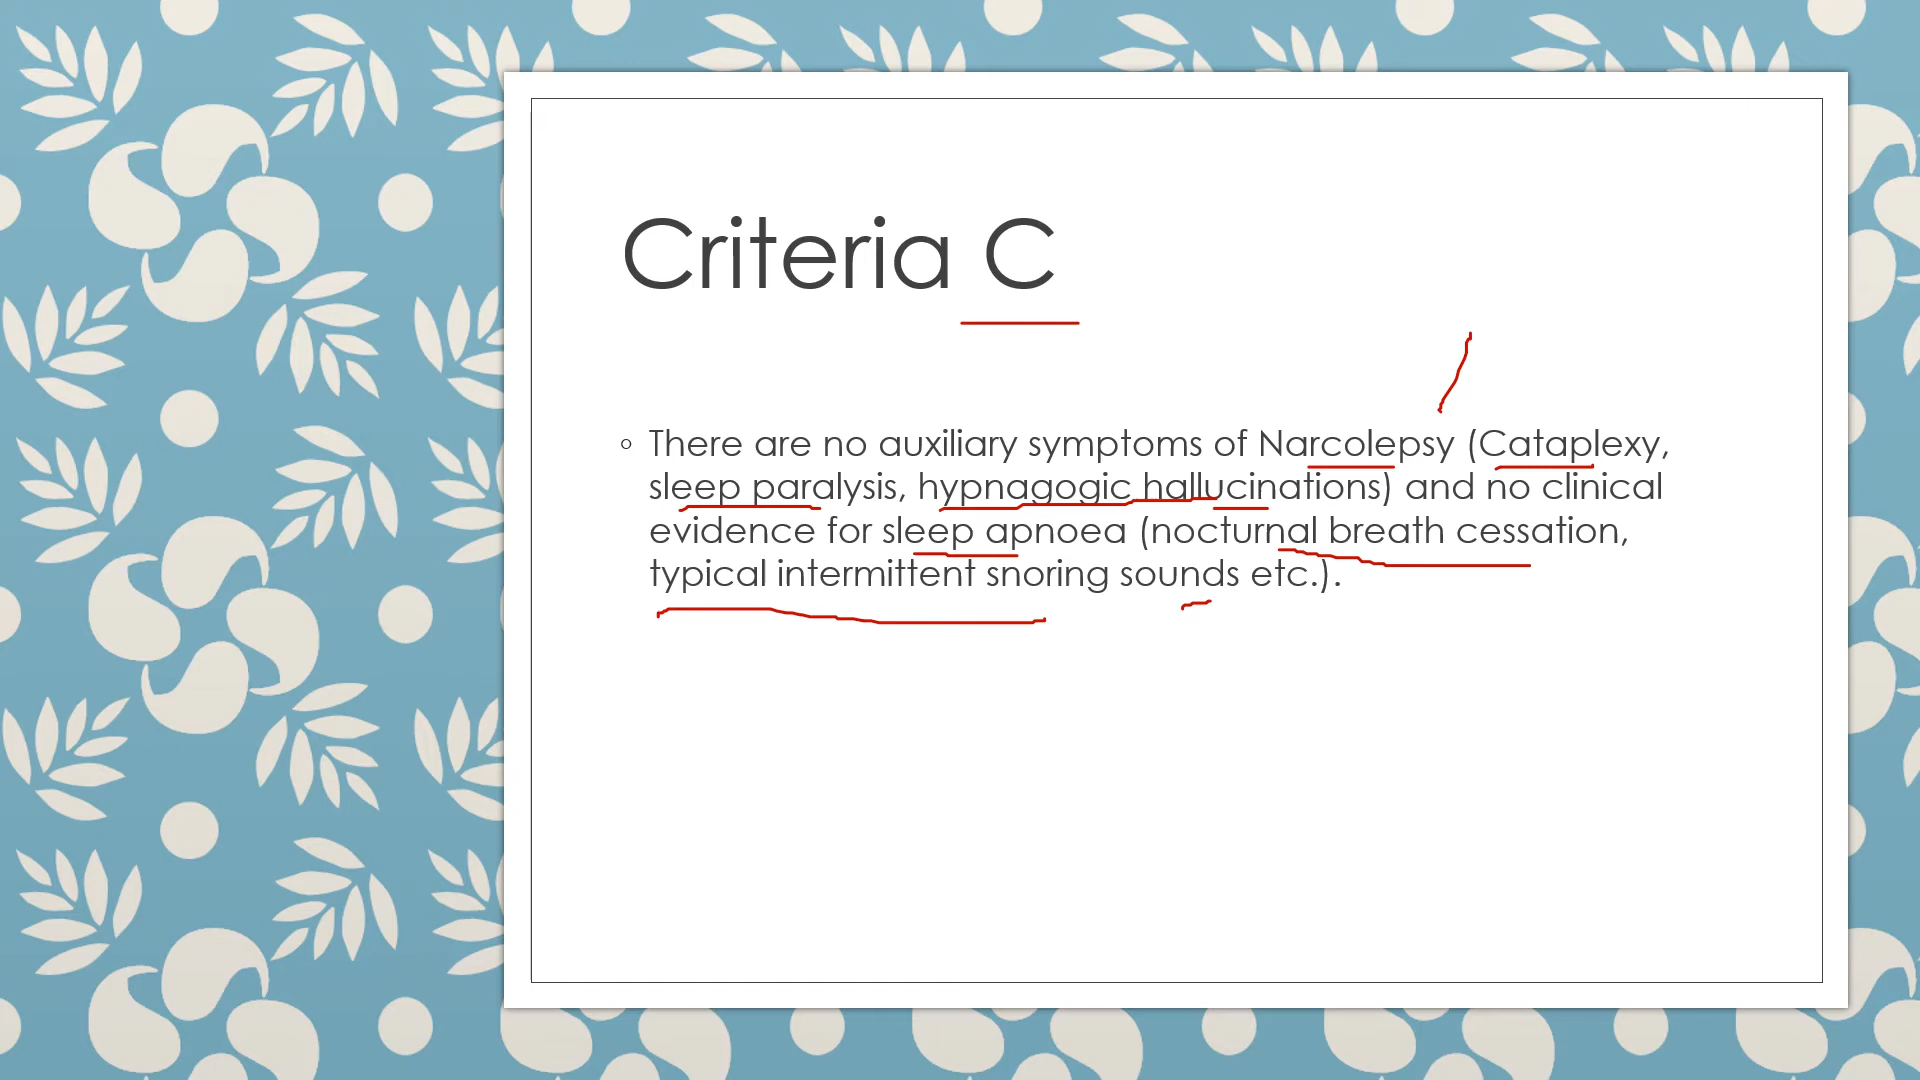 Criteria C
◦ There are no auxiliary symptoms of Narcolepsy (Cataplexy,
sleep paralysis, hypnagogic hallucinations) and no clinical
evidence for sleep apnoea (nocturnal breath cessation,
typical intermittent snoring sounds etc.).